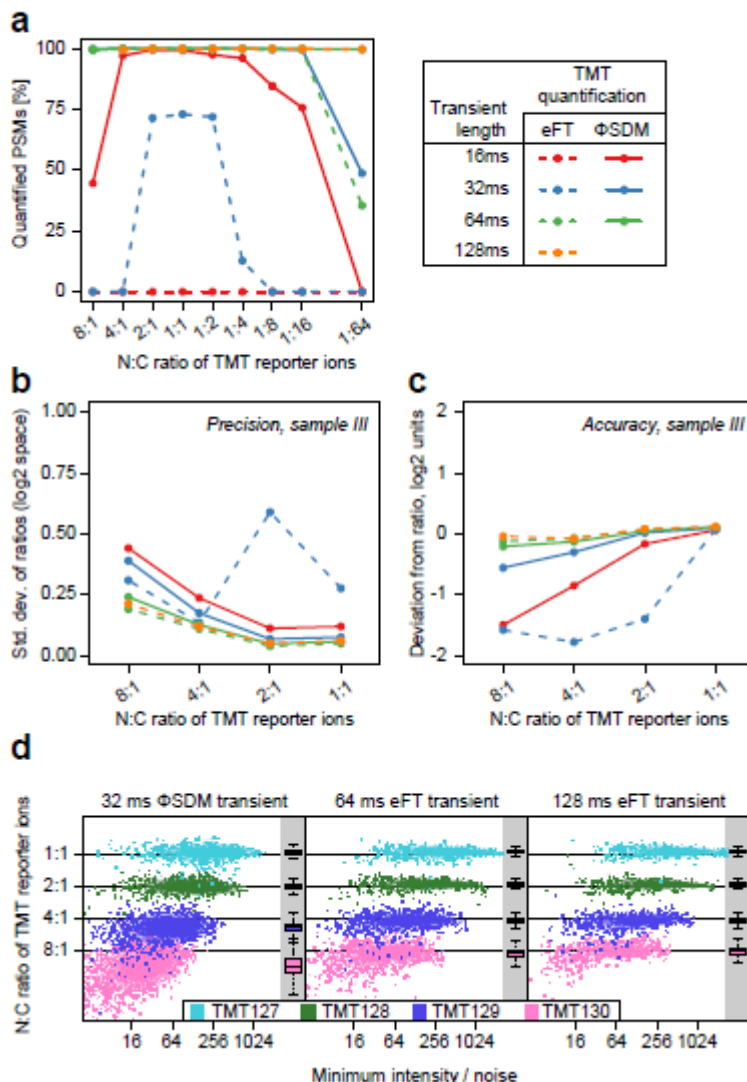 a
100
75
50
25
0
Quantified PSMs [%]
8:1
4:1
2:1
1:1
1:2
1:4
1:8
1:16
1:64
N:C ratio of TMT reporter ions
TMT
quantification
Transient
length
eFT
ΦSDM
16ms
32ms
64ms
128ms
b
1.00
0.75
0.50
0.25
0.00
Std. dev. of ratios (log2 space)
Precision, sample III
8:1
4:1
2:1
1:1
N:C ratio of TMT reporter ions
c
2
1
0
-1
-2
Deviation from ratio, log2 units
Accuracy, sample III
8:1
4:1
2:1
1:1
N:C ratio of TMT reporter ions
d
N:C ratio of TMT reporter ions
32 ms ΦSDM transient
64 ms eFT transient
128 ms eFT transient
1:1
2:1
4:1
8:1
TMT127
TMT128
TMT129
TMT130
16 64 256 1024
16 64 256 1024
16 64 256 1024
Minimum intensity / noise